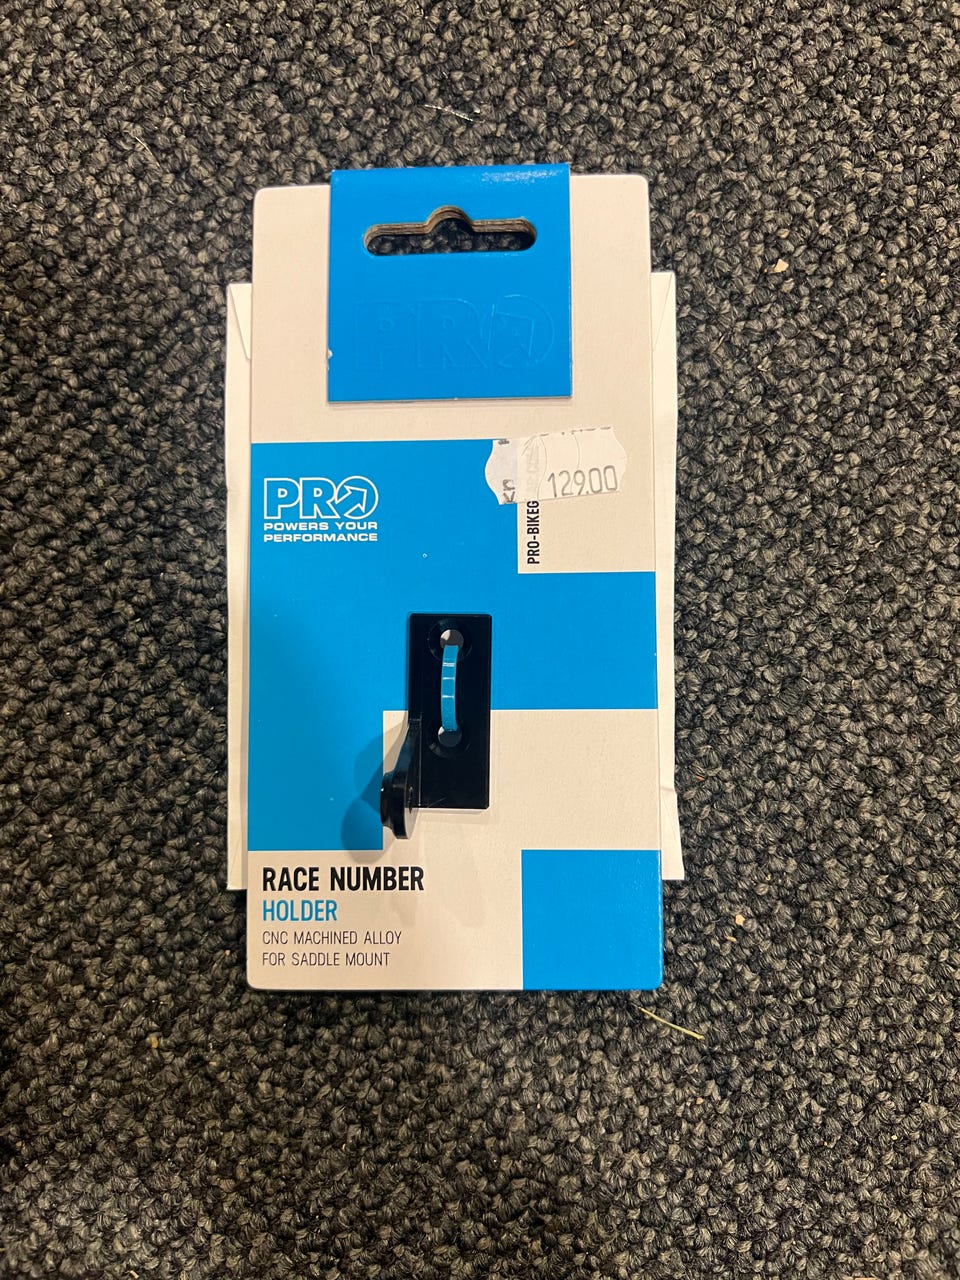 PRO
129.00
PRO-BIKEG
PRO
POWERS YOUR
PERFORMANCE
RACE NUMBER
HOLDER
CNC MACHINED ALLOY
FOR SADDLE MOUNT